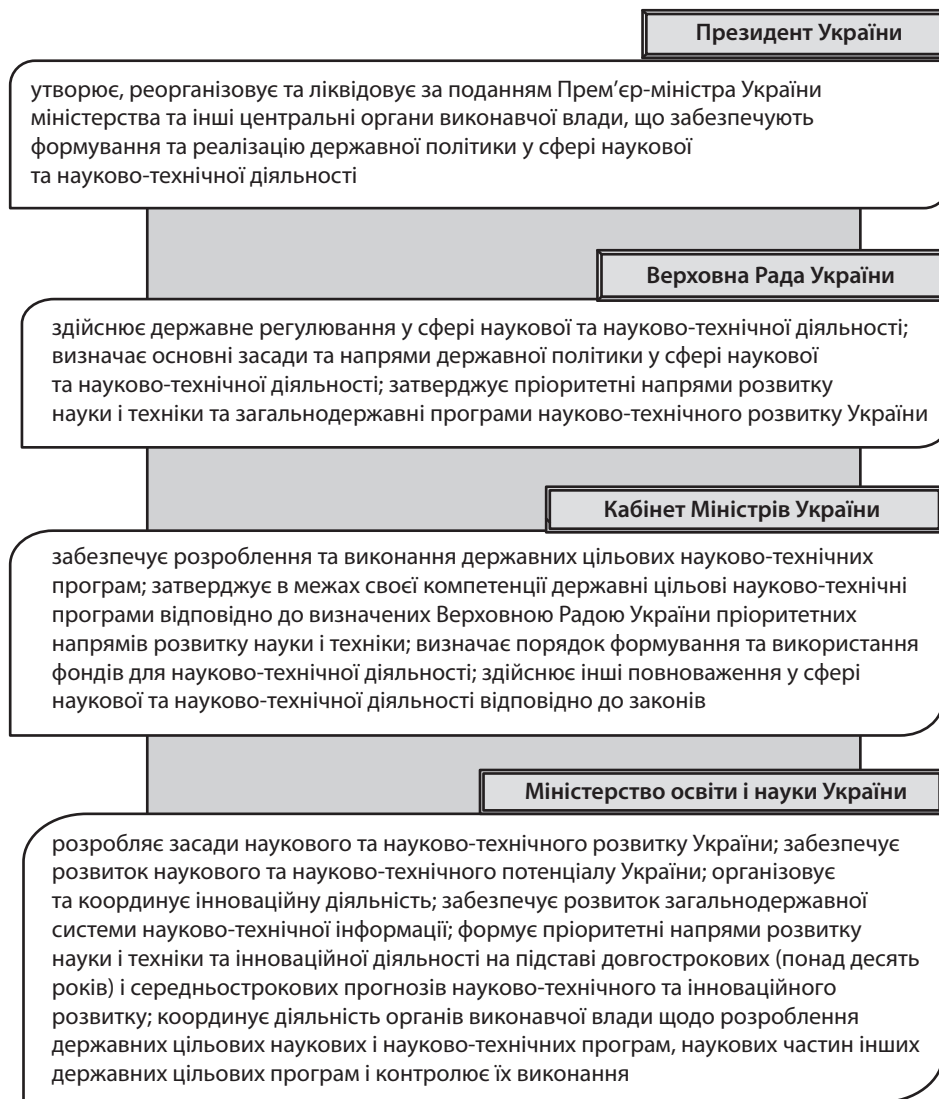 Президент України
утворює, реорганізовує та ліквідовує за поданням Прем’єр-міністра України
міністерства та інші центральні органи виконавчої влади, що забезпечують
формування та реалізацію державної політики у сфері наукової
та науково-технічної діяльності
Верховна Рада України
здійснює державне регулювання у сфері наукової та науково-технічної діяльності;
визначає основні засади та напрями державної політики у сфері наукової
та науково-технічної діяльності; затверджує пріоритетні напрями розвитку
науки і техніки та загальнодержавні програми науково-технічного розвитку України
Кабінет Міністрів України
забезпечує розроблення та виконання державних цільових науково-технічних
програм; затверджує в межах своєї компетенції державні цільові науково-технічні
програми відповідно до визначених Верховною Радою України пріоритетних
напрямів розвитку науки і техніки; визначає порядок формування та використання
фондів для науково-технічної діяльності; здійснює інші повноваження у сфері
наукової та науково-технічної діяльності відповідно до законів
Міністерство освіти і науки України
розробляє засади наукового та науково-технічного розвитку України; забезпечує
розвиток наукового та науково-технічного потенціалу України; організовує
та координує інноваційну діяльність; забезпечує розвиток загальнодержавної
системи науково-технічної інформації; формує пріоритетні напрями розвитку
науки і техніки та інноваційної діяльності на підставі довгострокових (понад десять
років) і середньострокових прогнозів науково-технічного та інноваційного
розвитку; координує діяльність органів виконавчої влади щодо розроблення
державних цільових наукових і науково-технічних програм, наукових частин інших
державних цільових програм і контролює їх виконання